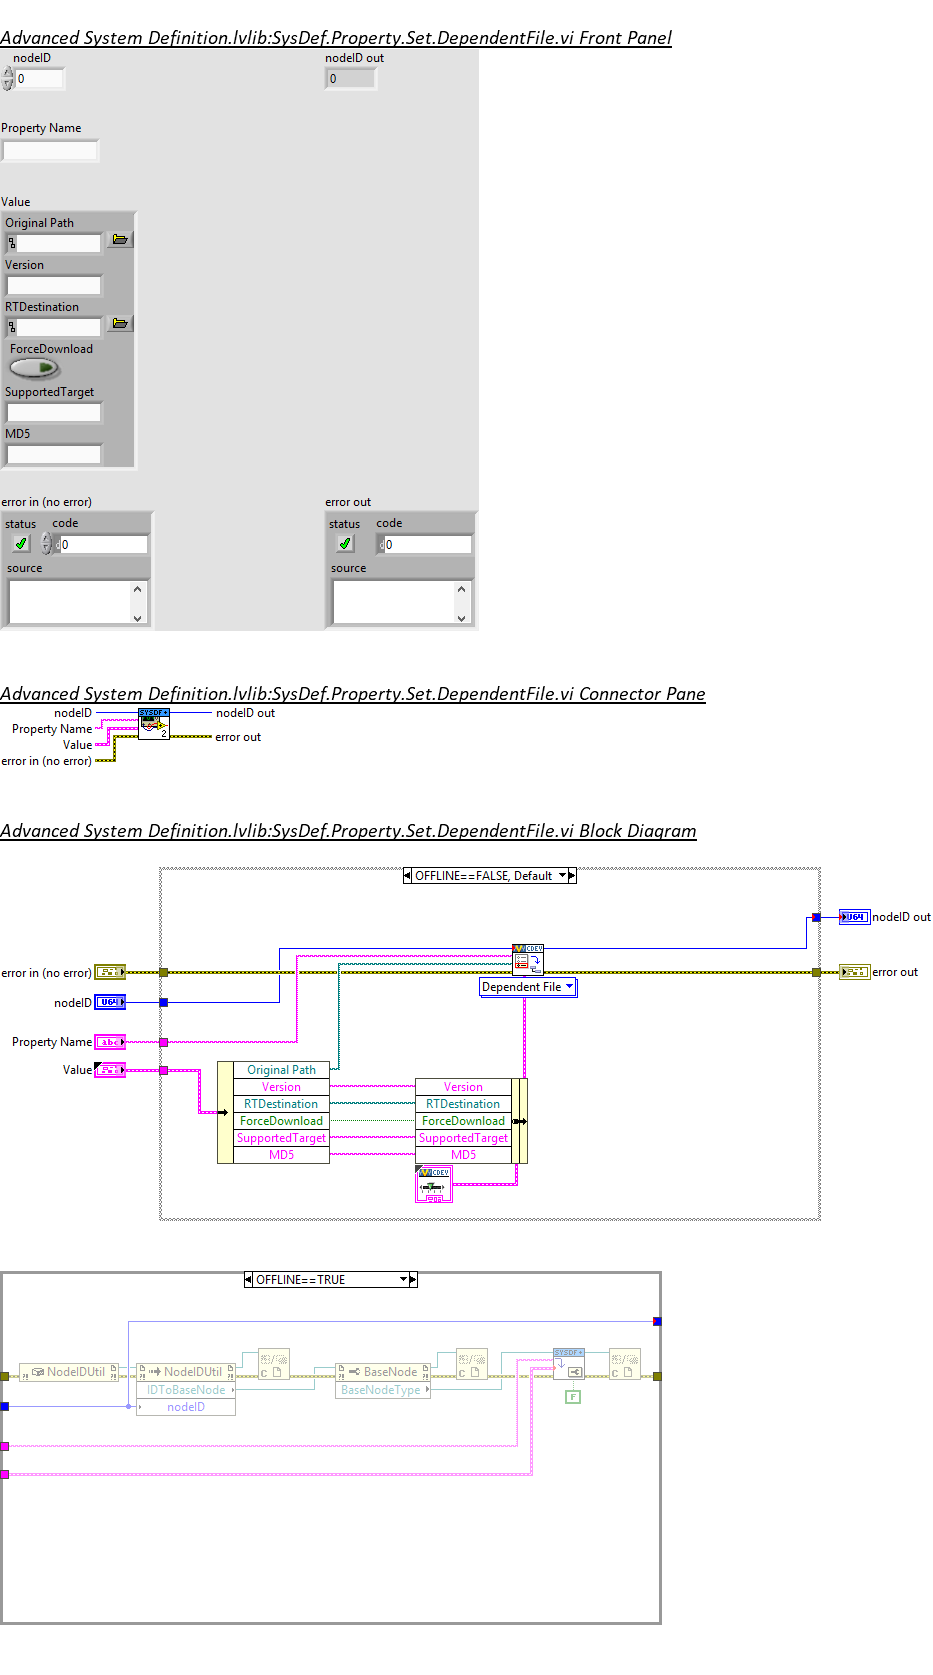 Advanced System Definition.lvlib:SysDef.Property.Set.DependentFile.vi Front Panel
nodeID
nodeID out
0
0
Property Name
Value
Original Path
Version
RTDestination
ForceDownload
SupportedTarget
MD5
error in (no error)
error out
status code
status code
0
0
source
source
Advanced System Definition.lvlib:SysDef.Property.Set.DependentFile.vi Connector Pane
nodeID
SYSDF+
nodeID out
Property Name
2
Value
error out
error in (no error)
Advanced System Definition.lvlib:SysDef.Property.Set.DependentFile.vi Block Diagram
OFFLINE==FALSE, Default
U64
nodeID out
CDEV
error in (no error)
error out
Dependent File
nodeID
U64
Property Name
abc
Value
Original Path
Version
Version
RTDestination
RTDestination
ForceDownload
ForceDownload
SupportedTarget
SupportedTarget
MD5
MD5
CDEV
OFFLINE==TRUE
SYSDF+
NodeIDUtil
NodeIDUtil
C
BaseNode
C
C
IDToBaseNode
BaseNodeType
F
nodeID